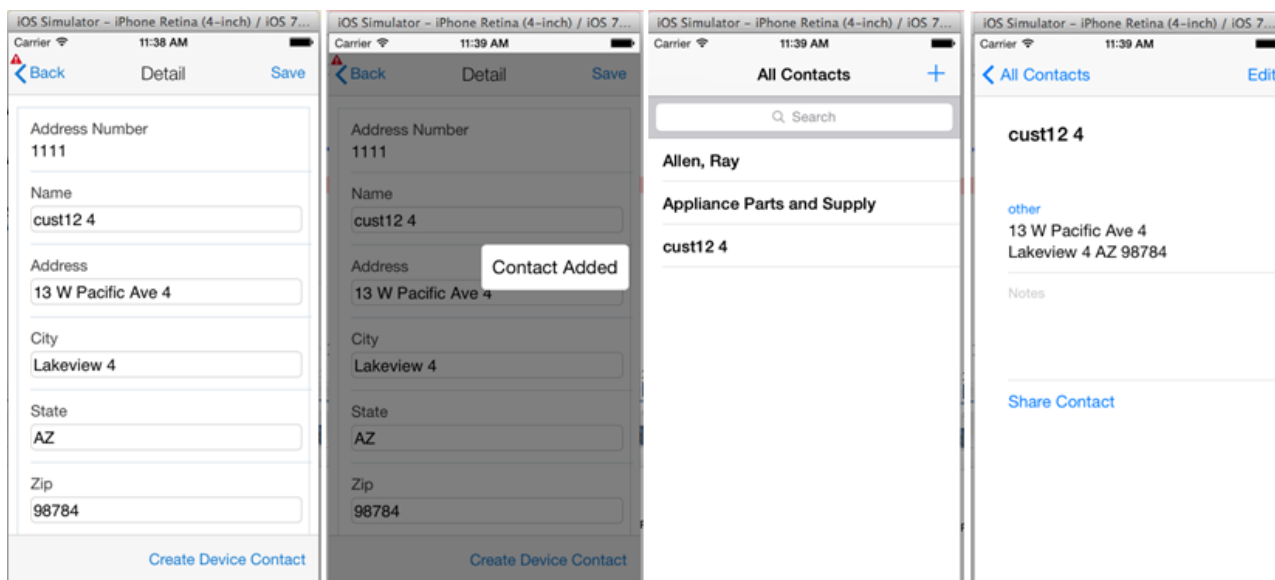 iOS Simulator – iPhone Retina (4-inch) / iOS 7...
Carrier 11:38 AM
Back Detail Save
Address Number
1111
Name
cust12 4
Address
13 W Pacific Ave 4
City
Lakeview 4
State
AZ
Zip
98784
Create Device Contact
iOS Simulator – iPhone Retina (4-inch) / iOS 7...
Carrier 11:39 AM
Back Detail Save
Address Number
1111
Name
cust12 4
Address
Contact Added
13 W Pacific Ave 4
City
Lakeview 4
State
AZ
Zip
98784
Create Device Contact
iOS Simulator – iPhone Retina (4-inch) / iOS 7...
Carrier 11:39 AM
All Contacts +
Search
Allen, Ray
Appliance Parts and Supply
cust12 4
iOS Simulator – iPhone Retina (4-inch) / iOS 7...
Carrier 11:39 AM
All Contacts Edit
cust12 4
other
13 W Pacific Ave 4
Lakeview 4 AZ 98784
Notes
Share Contact